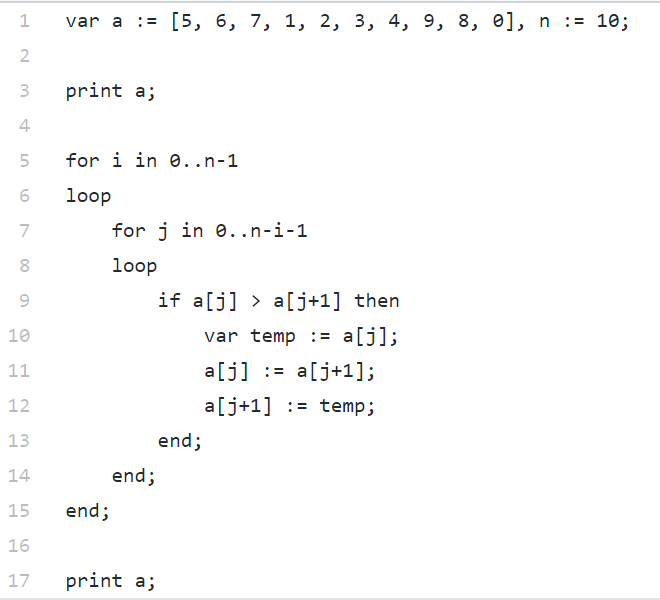 1 var a := [5, 6, 7, 1, 2, 3, 4, 9, 8, 0], n := 10;
2
3 print a;
4
5 for i in 0..n-1
6 loop
7     for j in 0..n-i-1
8     loop
9         if a[j] > a[j+1] then
10             var temp := a[j];
11             a[j] := a[j+1];
12             a[j+1] := temp;
13         end;
14     end;
15 end;
16
17 print a;